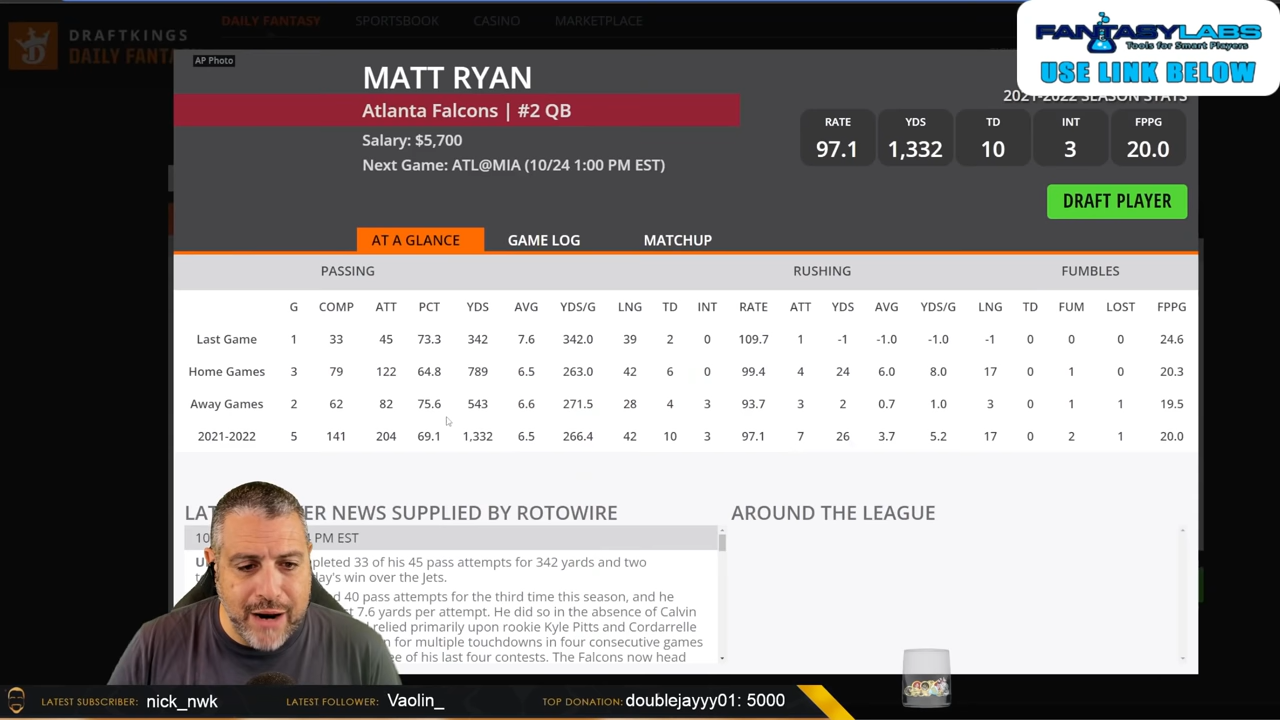 DRAFTKINGS
DAILY FANTASY
SPORTSBOOK
CASINO
MARKETPLACE
FANTASYLABS
Tools for Smart Players
USE LINK BELOW
AP Photo
MATT RYAN
Atlanta Falcons | #2 QB
Salary: $5,700
Next Game: ATL@MIA (10/24 1:00 PM EST)
2021-2022 SEASON STATS
RATE YDS TD INT FPPG
97.1 1,332 10 3 20.0
DRAFT PLAYER
AT A GLANCE GAME LOG MATCHUP
PASSING RUSHING FUMBLES
G COMP ATT PCT YDS AVG YDS/G LNG TD INT RATE ATT YDS AVG YDS/G LNG TD FUM LOST FPPG
Last Game 1 33 45 73.3 342 7.6 342.0 39 2 0 109.7 1 -1 -1.0 -1.0 -1 0 0 0 24.6
Home Games 3 79 122 64.8 789 6.5 263.0 42 6 0 99.4 4 24 6.0 8.0 17 0 1 0 20.3
Away Games 2 62 82 75.6 543 6.6 271.5 28 4 3 93.7 3 2 0.7 1.0 3 0 1 1 19.5
2021-2022 5 141 204 69.1 1,332 6.5 266.4 42 10 3 97.1 7 26 3.7 5.2 17 0 2 1 20.0
NEWS SUPPLIED BY ROTOWIRE
AROUND THE LEAGUE
PM EST
33 of his 45 pass attempts for 342 yards and two
win over the Jets.
40 pass attempts for the third time this season, and he
7.6 yards per attempt. He did so in the absence of Calvin
relied primarily upon rookie Kyle Pitts and Cordarrelle
for multiple touchdowns in four consecutive games
of his last four contests. The Falcons now head
LATEST SUBSCRIBER: nick_nwk
LATEST FOLLOWER: Vaolin_
TOP DONATION: doublejayyy01: 5000